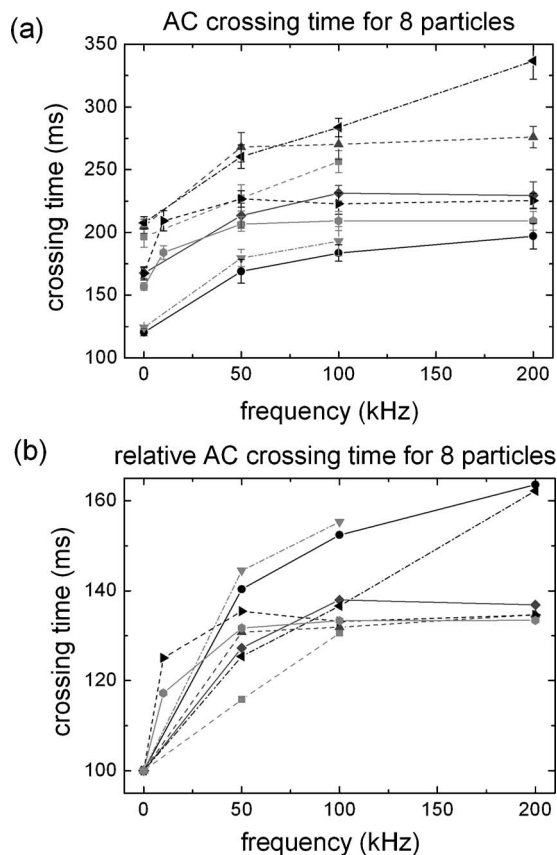 (a)
AC crossing time for 8 particles
350
300
250
200
150
100
crossing time (ms)
0 50 100 150 200
frequency (kHz)
(b)
relative AC crossing time for 8 particles
160
140
120
100
crossing time (ms)
0 50 100 150 200
frequency (kHz)